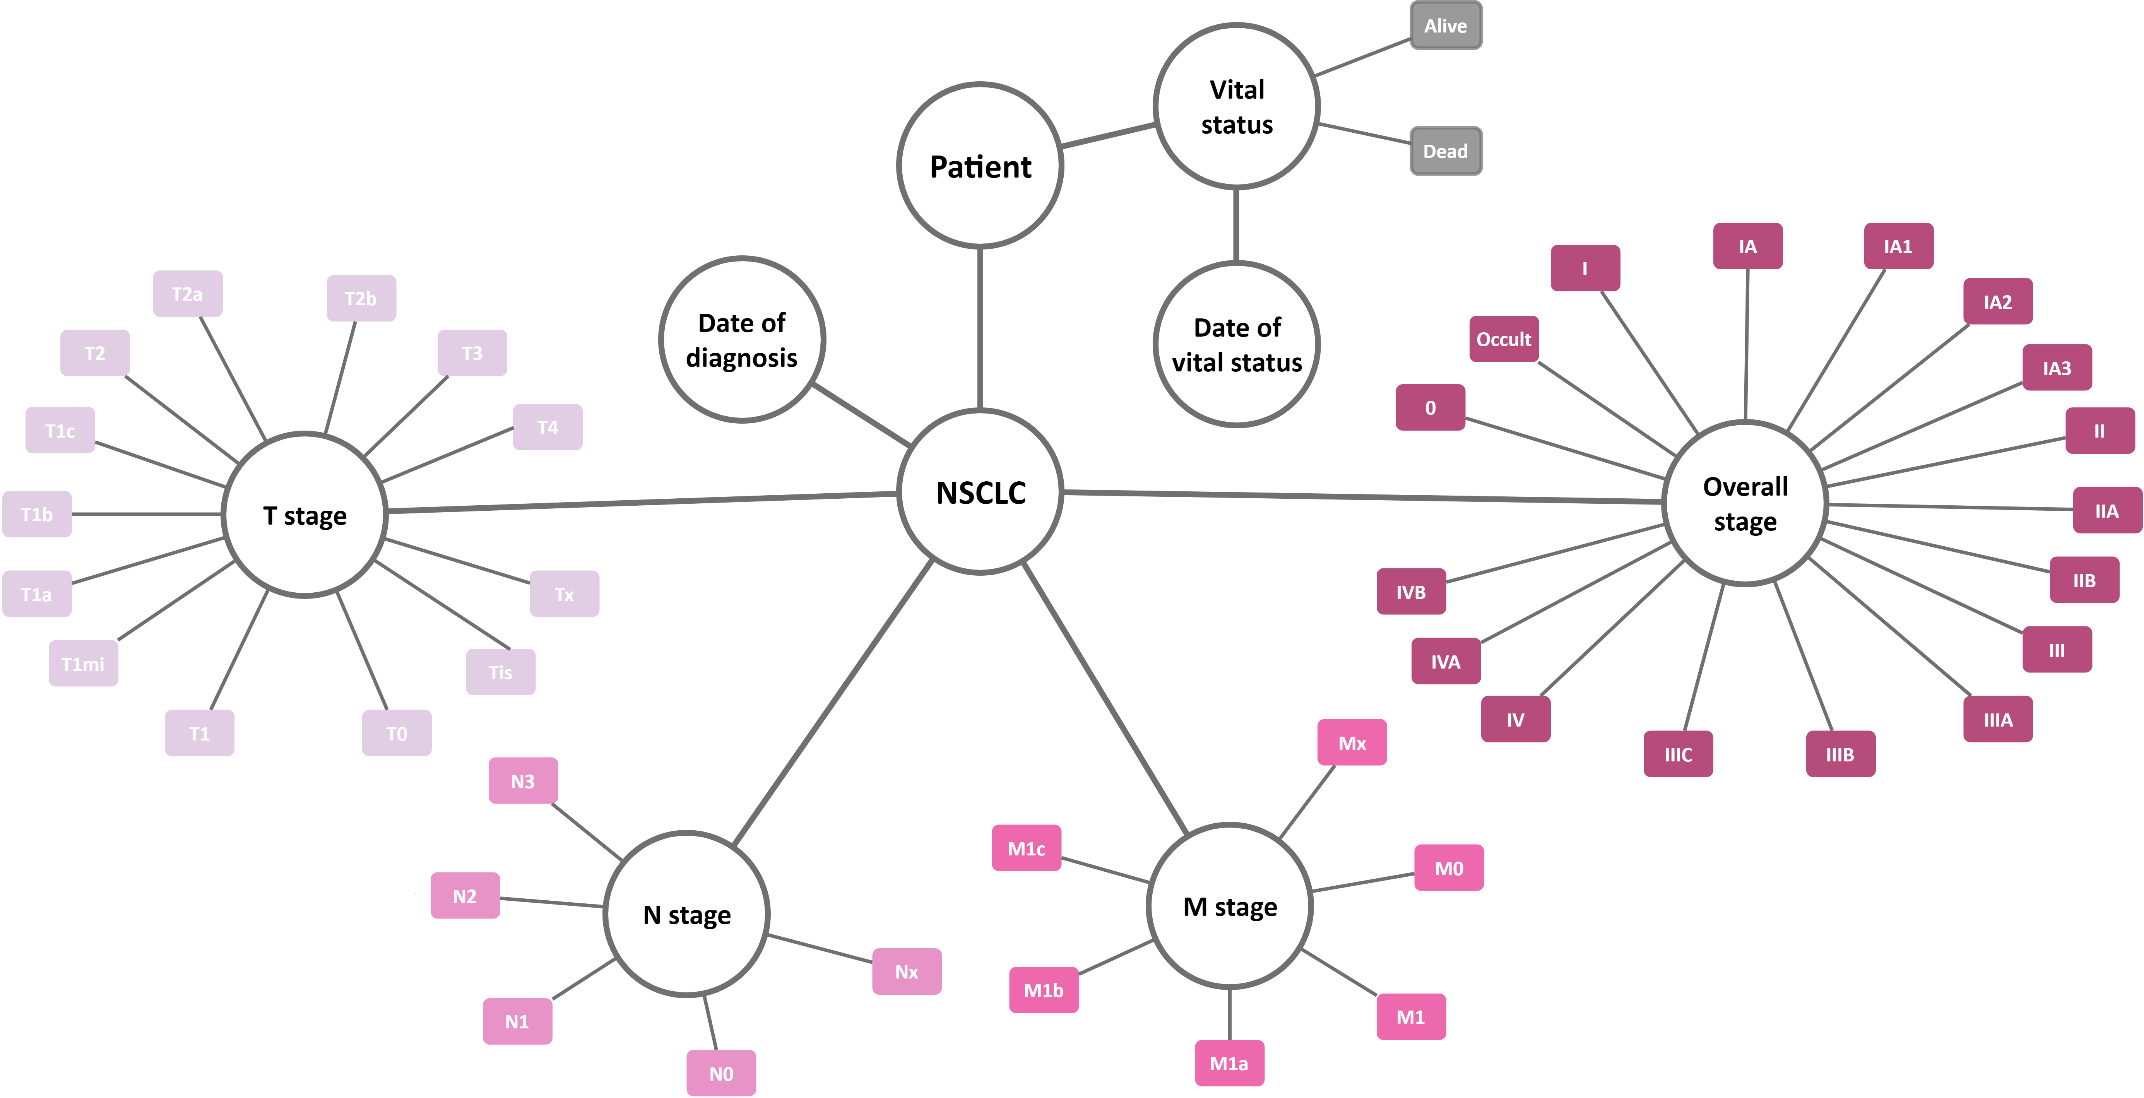 Alive
Vital
status
Dead
Patient
Date of
diagnosis
Date of
vital status
NSCLC
T stage
T2a
T2b
T2
T3
T1c
T4
T1b
T1a
Tx
T1mi
Tis
T1
T0
Overall
stage
I
IA
IA1
IA2
Occult
IA3
0
II
IIA
IIB
IVB
III
IVA
IV
IIIA
IIIC
IIIB
N stage
N3
N2
Nx
N1
N0
M stage
Mx
M1c
M0
M1b
M1
M1a